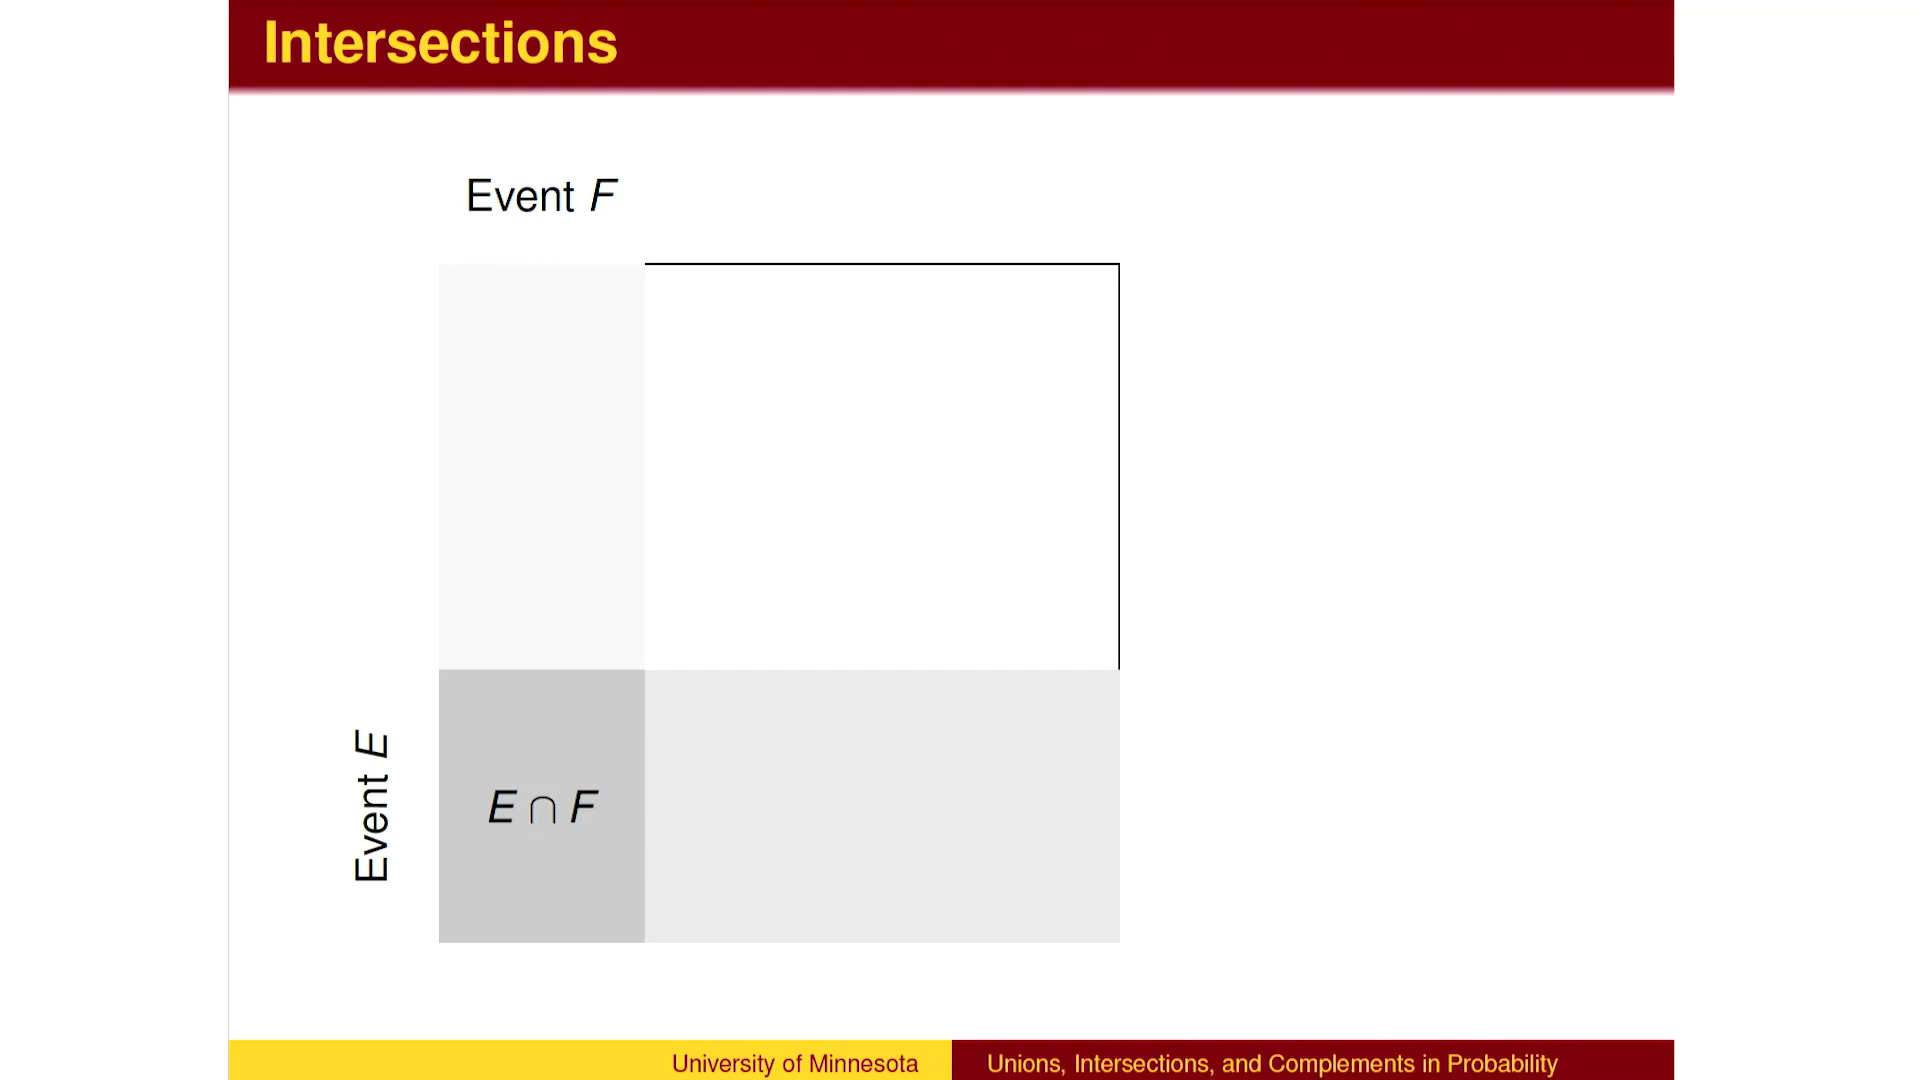 Intersections
Event F
Event E
E ∩ F
University of Minnesota
Unions, Intersections, and Complements in Probability